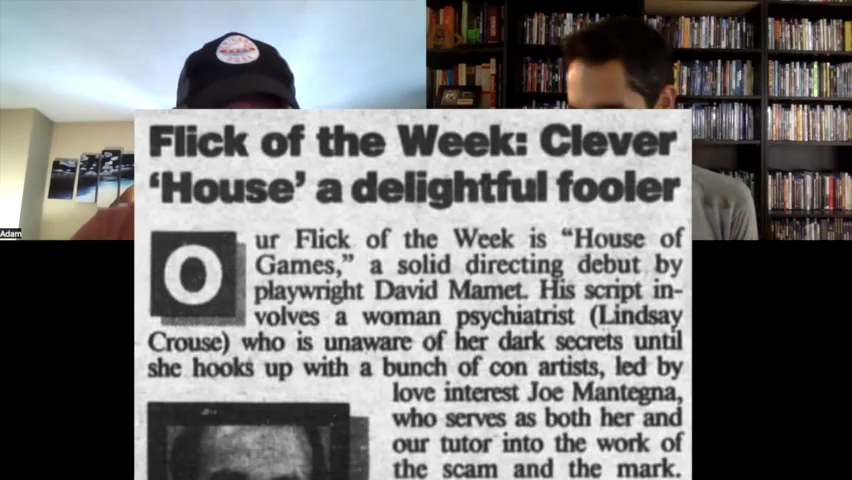 Flick of the Week: Clever
'House' a delightful fooler
Our Flick of the Week is “House of
Games,” a solid directing debut by
playwright David Mamet. His script in-
volves a woman psychiatrist (Lindsay
Crouse) who is unaware of her dark secrets until
she hooks up with a bunch of con artists, led by
love interest Joe Mantegna,
who serves as both her and
our tutor into the work of
the scam and the mark.
Adam